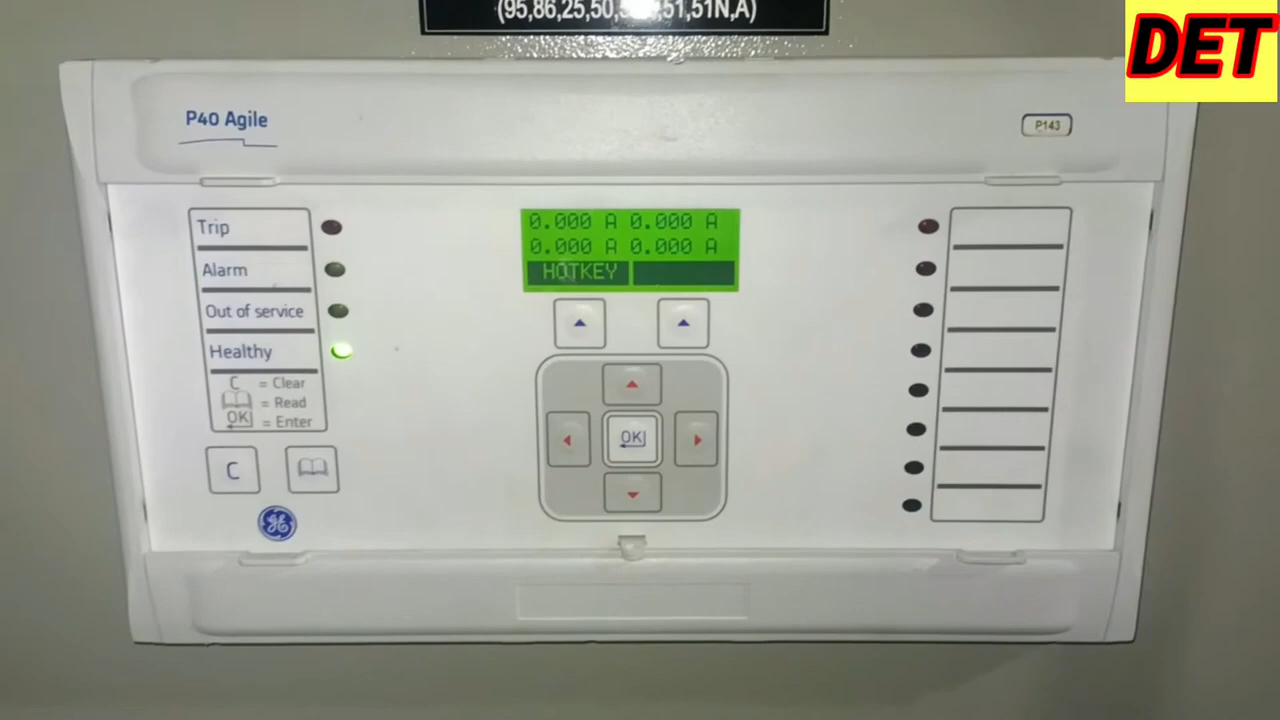 (95,86,25,50,51,51N,A)
DET
P40 Agile
P143
Trip
Alarm
Out of service
Healthy
C = Clear
= Read
OK = Enter
0.000 A 0.000 A
0.000 A 0.000 A
HOTKEY
OK
C
GE